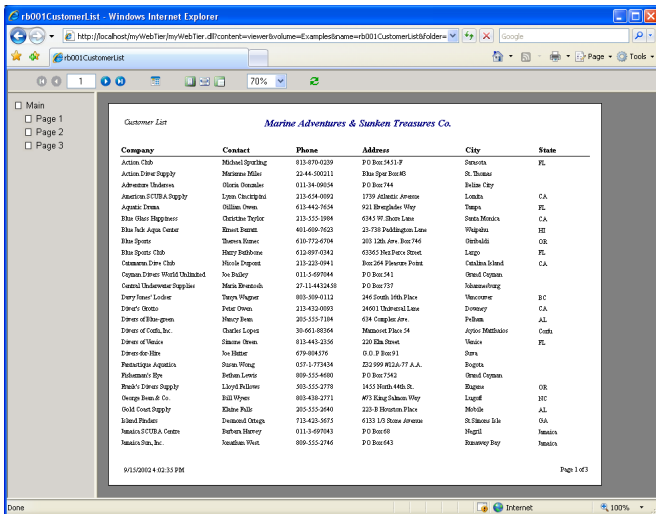 rb001CustomerList - Windows Internet Explorer
http://localhost/myWebTier/myWebTier.dll?content=viewer&volume=Examples&name=rb001CustomerList&folder=
Google
rb001CustomerList
Page
Tools
1
70%
Main
Page 1
Page 2
Page 3
Customer List
Marine Adventures & Sunken Treasures Co.
Company Contact Phone Address City State
Action Club Michael Spurling 813-870-0239 PO Box 5451-F Sarasota FL
Action Diver Supply Marianne Miles 22-44-500211 Blue Spar Box #3 St. Thomas
Adventure Undersea Gloria Gonzales 011-34-09054 PO Box 744 Belize City
American SCUBA Supply Lynn Cinciripini 213-654-0092 1739 Atlantic Avenue Lomita CA
Aquatic Drama Gillian Owen 613-442-7654 921 Everglades Way Tampa FL
Blue Glass Happiness Christine Taylor 213-555-1984 6345 W. Shore Lane Santa Monica CA
Blue Jack Aqua Center Ernest Barratt 401-609-7623 23-738 Paddington Lane Waipahu HI
Blue Sports Theresa Kunec 610-772-6704 203 12th Ave. Box 746 Giribaldi OR
Blue Sports Club Harry Bathbone 612-897-0342 63365 Nez Perce Street Largo FL
Catamaran Dive Club Nicole Dupont 213-223-0941 Box 264 Pleasure Point Catalina Island CA
Cayman Divers World Unlimited Joe Bailey 011-5-697044 PO Box 541 Grand Cayman
Central Underwater Supplies Maria Eventosh 27-11-4432458 PO Box 737 Johannesburg
Davy Jones' Locker Tanya Wagner 803-509-0112 246 South 16th Place Vancouver BC
Diver's Grotto Peter Owen 213-432-0093 24601 Universal Lane Downey CA
Divers of Blue-green Nancy Bean 205-555-7184 634 Complex Ave. Pelham AL
Divers of Corfu, Inc. Charles Lopez 30-661-88364 Marmoset Place 54 Ayios Matthaios Corfu
Divers of Venice Simone Green 813-443-2356 220 Elm Street Venice FL
Divers-for-Hire Joe Hatter 679-804576 G.O. P Box 91 Suva
Fantastique Aquatica Susan Wong 057-1-773434 Z32 999 #12A-77 A.A. Bogota
Fisherman's Eye Bethan Lewis 809-555-4680 PO Box 7542 Grand Cayman
Frank's Divers Supply Lloyd Fellows 503-555-2778 1455 North 44th St. Eugene OR
George Bean & Co. Bill Wyers 803-438-2771 #73 King Salmon Way Lugoff NC
Gold Coast Supply Elaine Falls 205-555-2640 223-B Houston Place Mobile AL
Island Finders Desmond Ortega 713-423-5675 6133 1/3 Stone Avenue St Simons Isle GA
Jamaica SCUBA Centre Barbara Harvey 011-3-697043 PO Box 68 Negril Jamaica
Jamaica Sun, Inc. Jonathan West 809-555-2746 PO Box 643 Runaway Bay Jamaica
9/15/2002 4:02:35 PM
Page 1 of 3
Done
Internet
100%